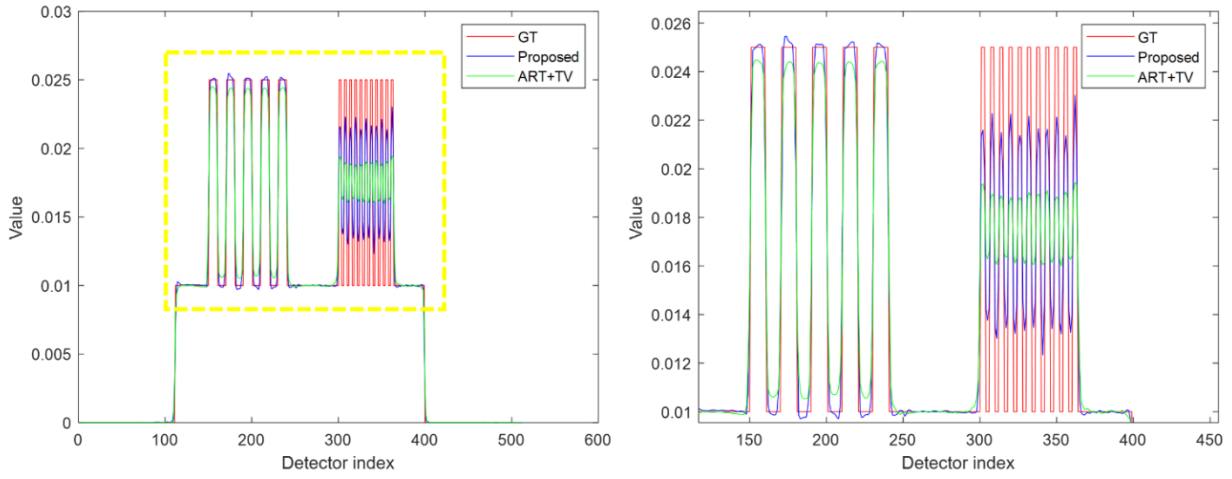 0.03
0.025
0.02
0.015
0.01
0.005
0
0 100 200 300 400 500 600
Value
Detector index
GT
Proposed
ART+TV
0.026
0.024
0.022
0.02
0.018
0.016
0.014
0.012
0.01
150 200 250 300 350 400 450
Value
Detector index
GT
Proposed
ART+TV